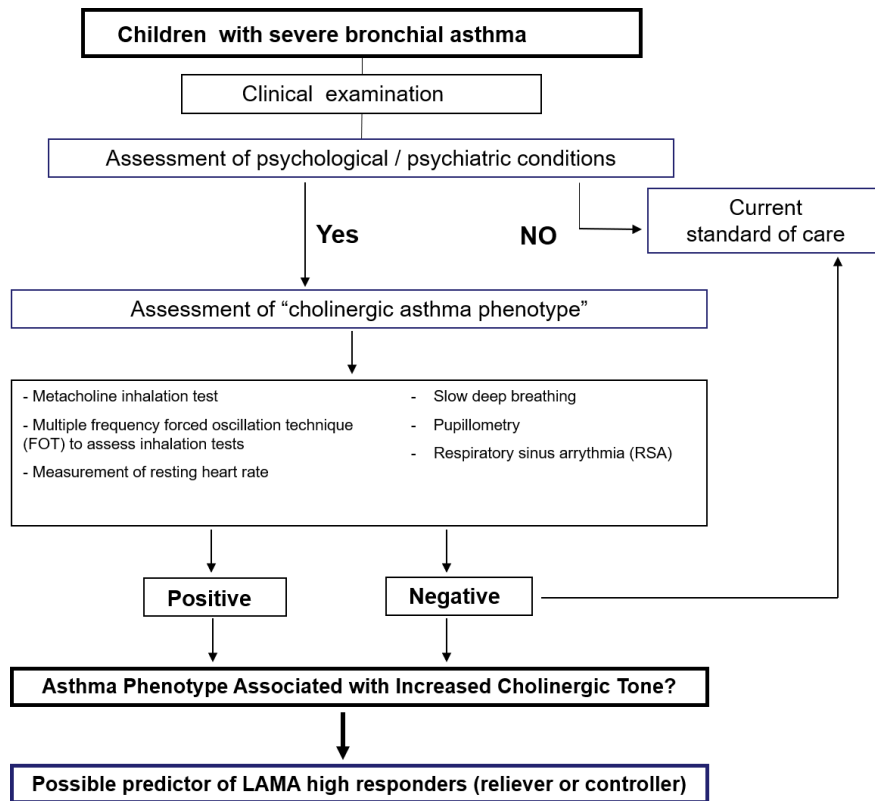 Children with severe bronchial asthma
Clinical examination
Assessment of psychological / psychiatric conditions
Yes
NO
Current
standard of care
Assessment of “cholinergic asthma phenotype”
- Metacholine inhalation test
- Multiple frequency forced oscillation technique
(FOT) to assess inhalation tests
- Measurement of resting heart rate
- Slow deep breathing
- Pupillometry
- Respiratory sinus arrythmia (RSA)
Positive
Negative
Asthma Phenotype Associated with Increased Cholinergic Tone?
Possible predictor of LAMA high responders (reliever or controller)